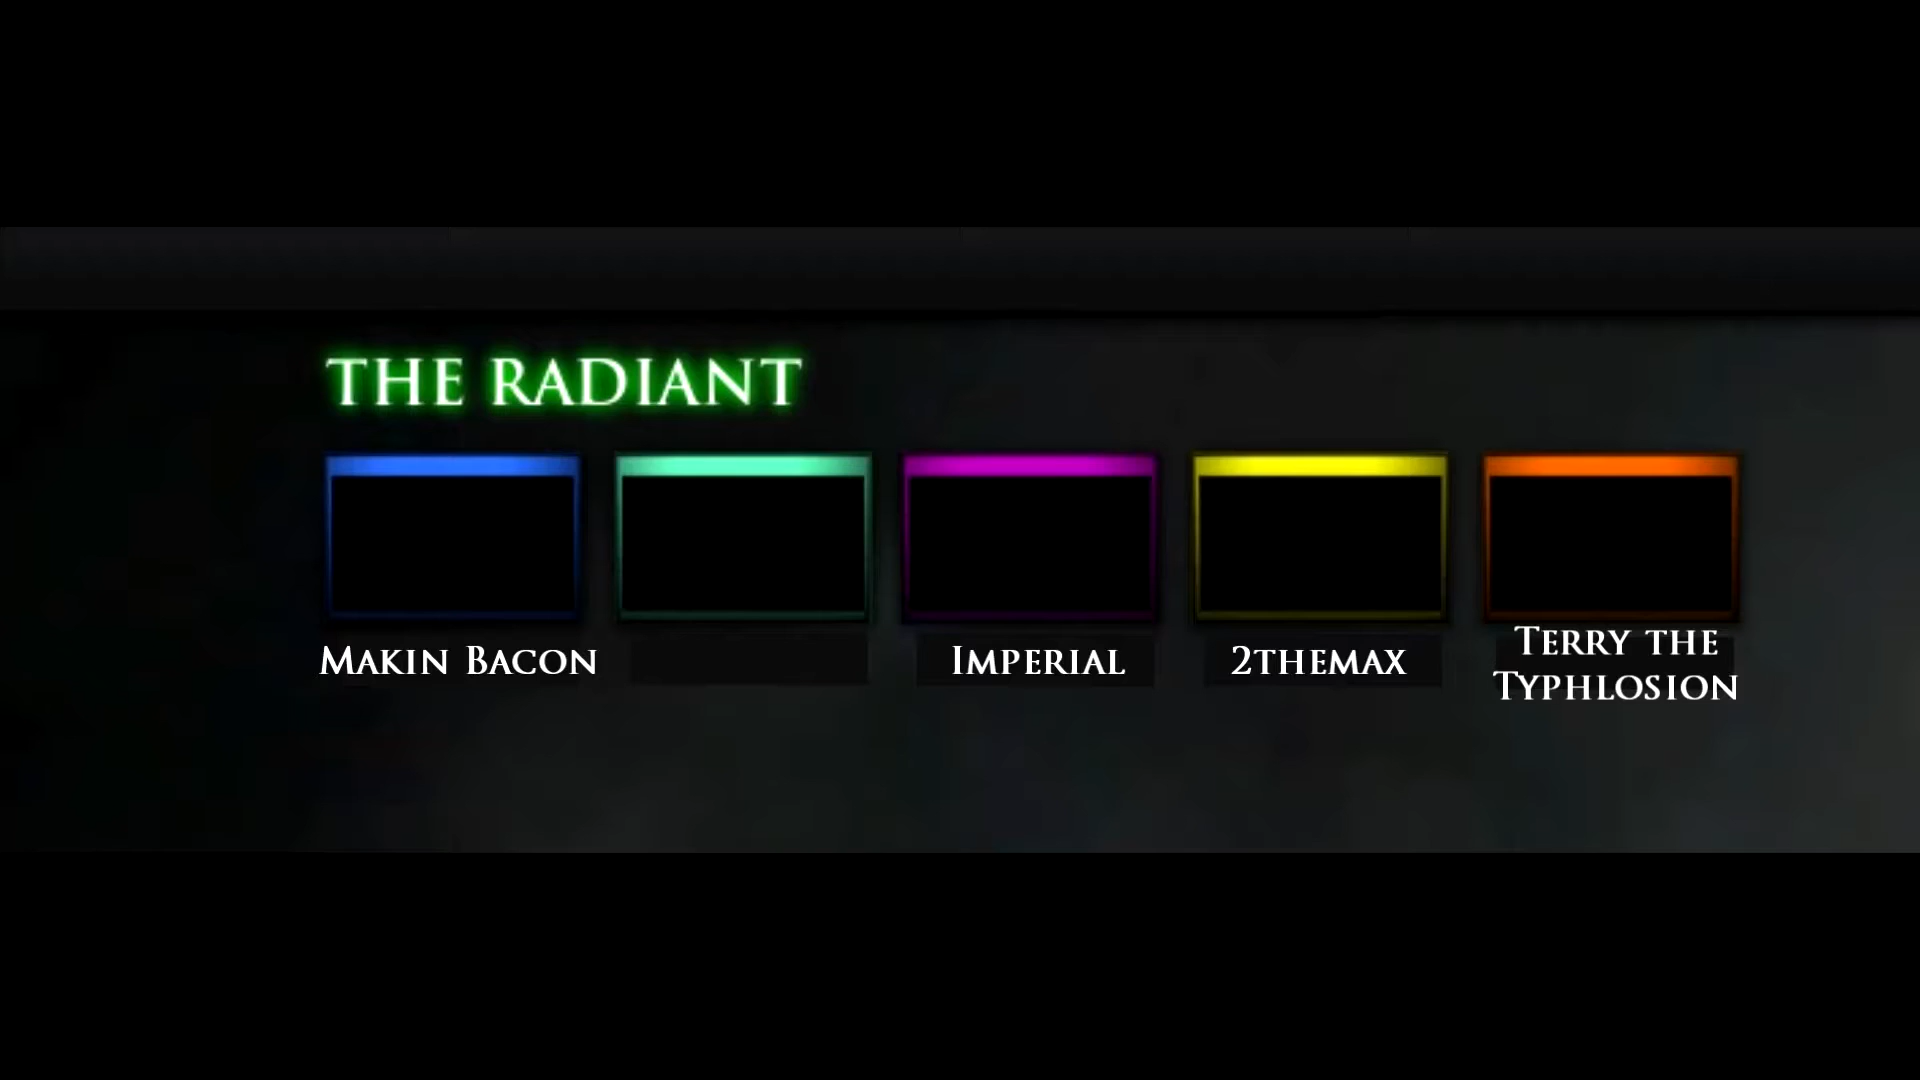 THE RADIANT
MAKIN BACON
IMPERIAL
2THEMAX
TERRY THE
TYPHLOSION